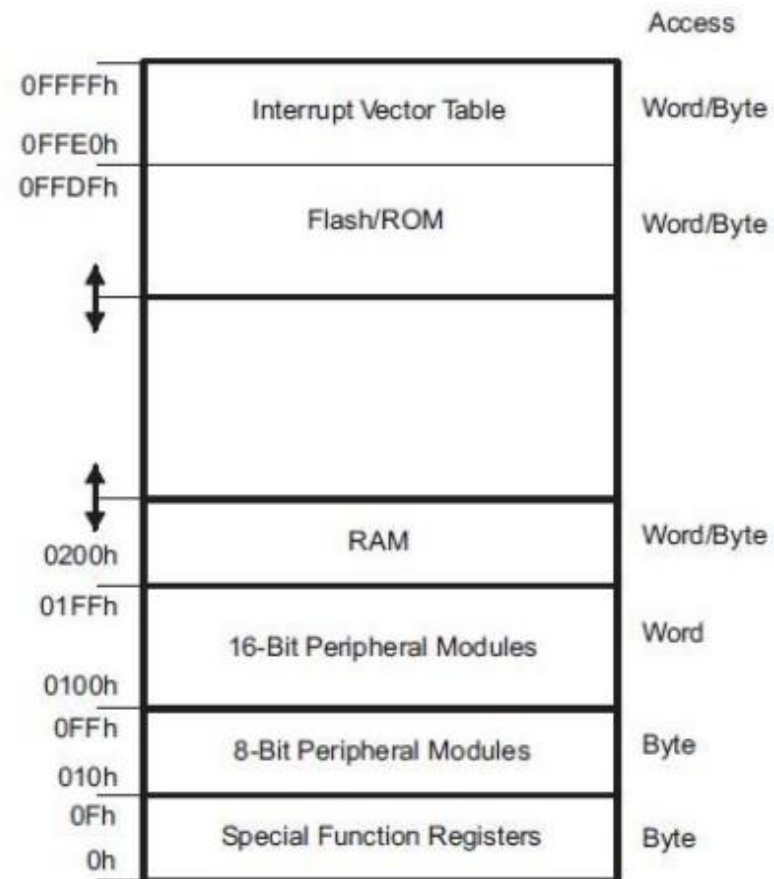 Access
0FFFFh
Interrupt Vector Table Word/Byte
0FFE0h
0FFDFh
Flash/ROM Word/Byte
RAM Word/Byte
0200h
01FFh
16-Bit Peripheral Modules Word
0100h
0FFh
8-Bit Peripheral Modules Byte
010h
0Fh
Special Function Registers Byte
0h